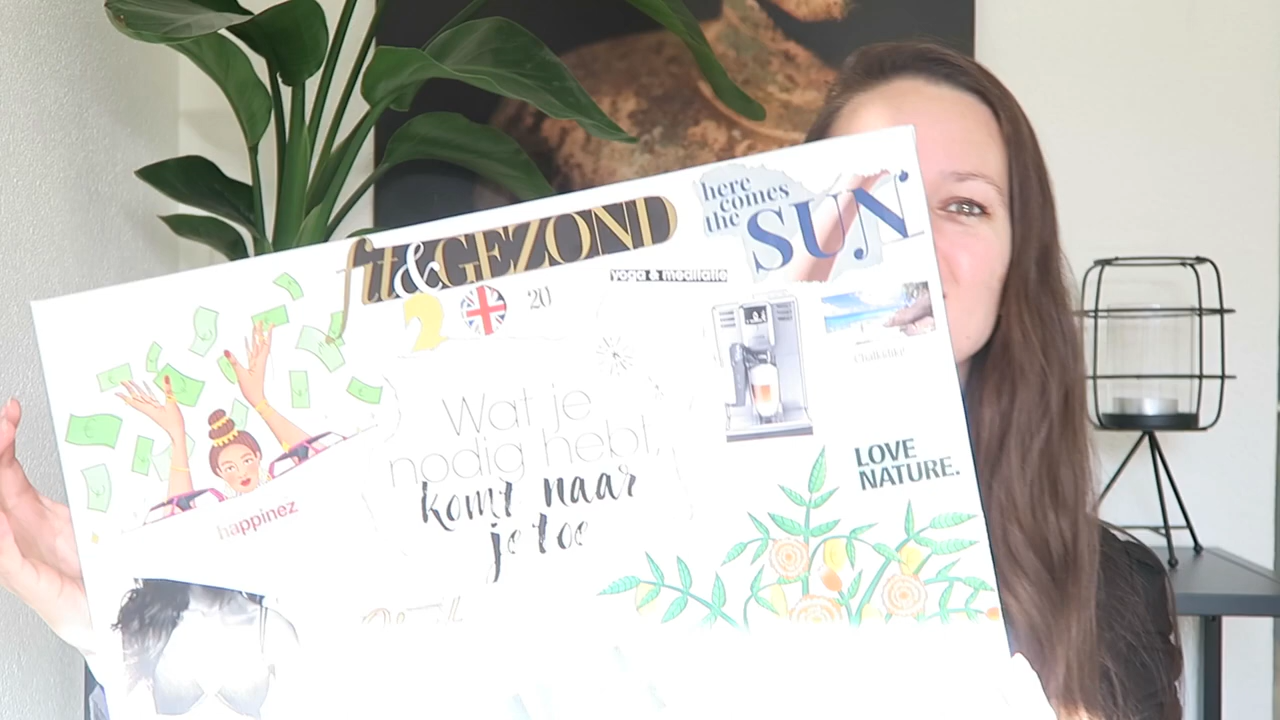 fit&GEZOND
here
comes
the
SUN
yoga & meditatie
2
20
Wat je
nodig hebt,
komt naar
je toe
LOVE
NATURE.
happinez